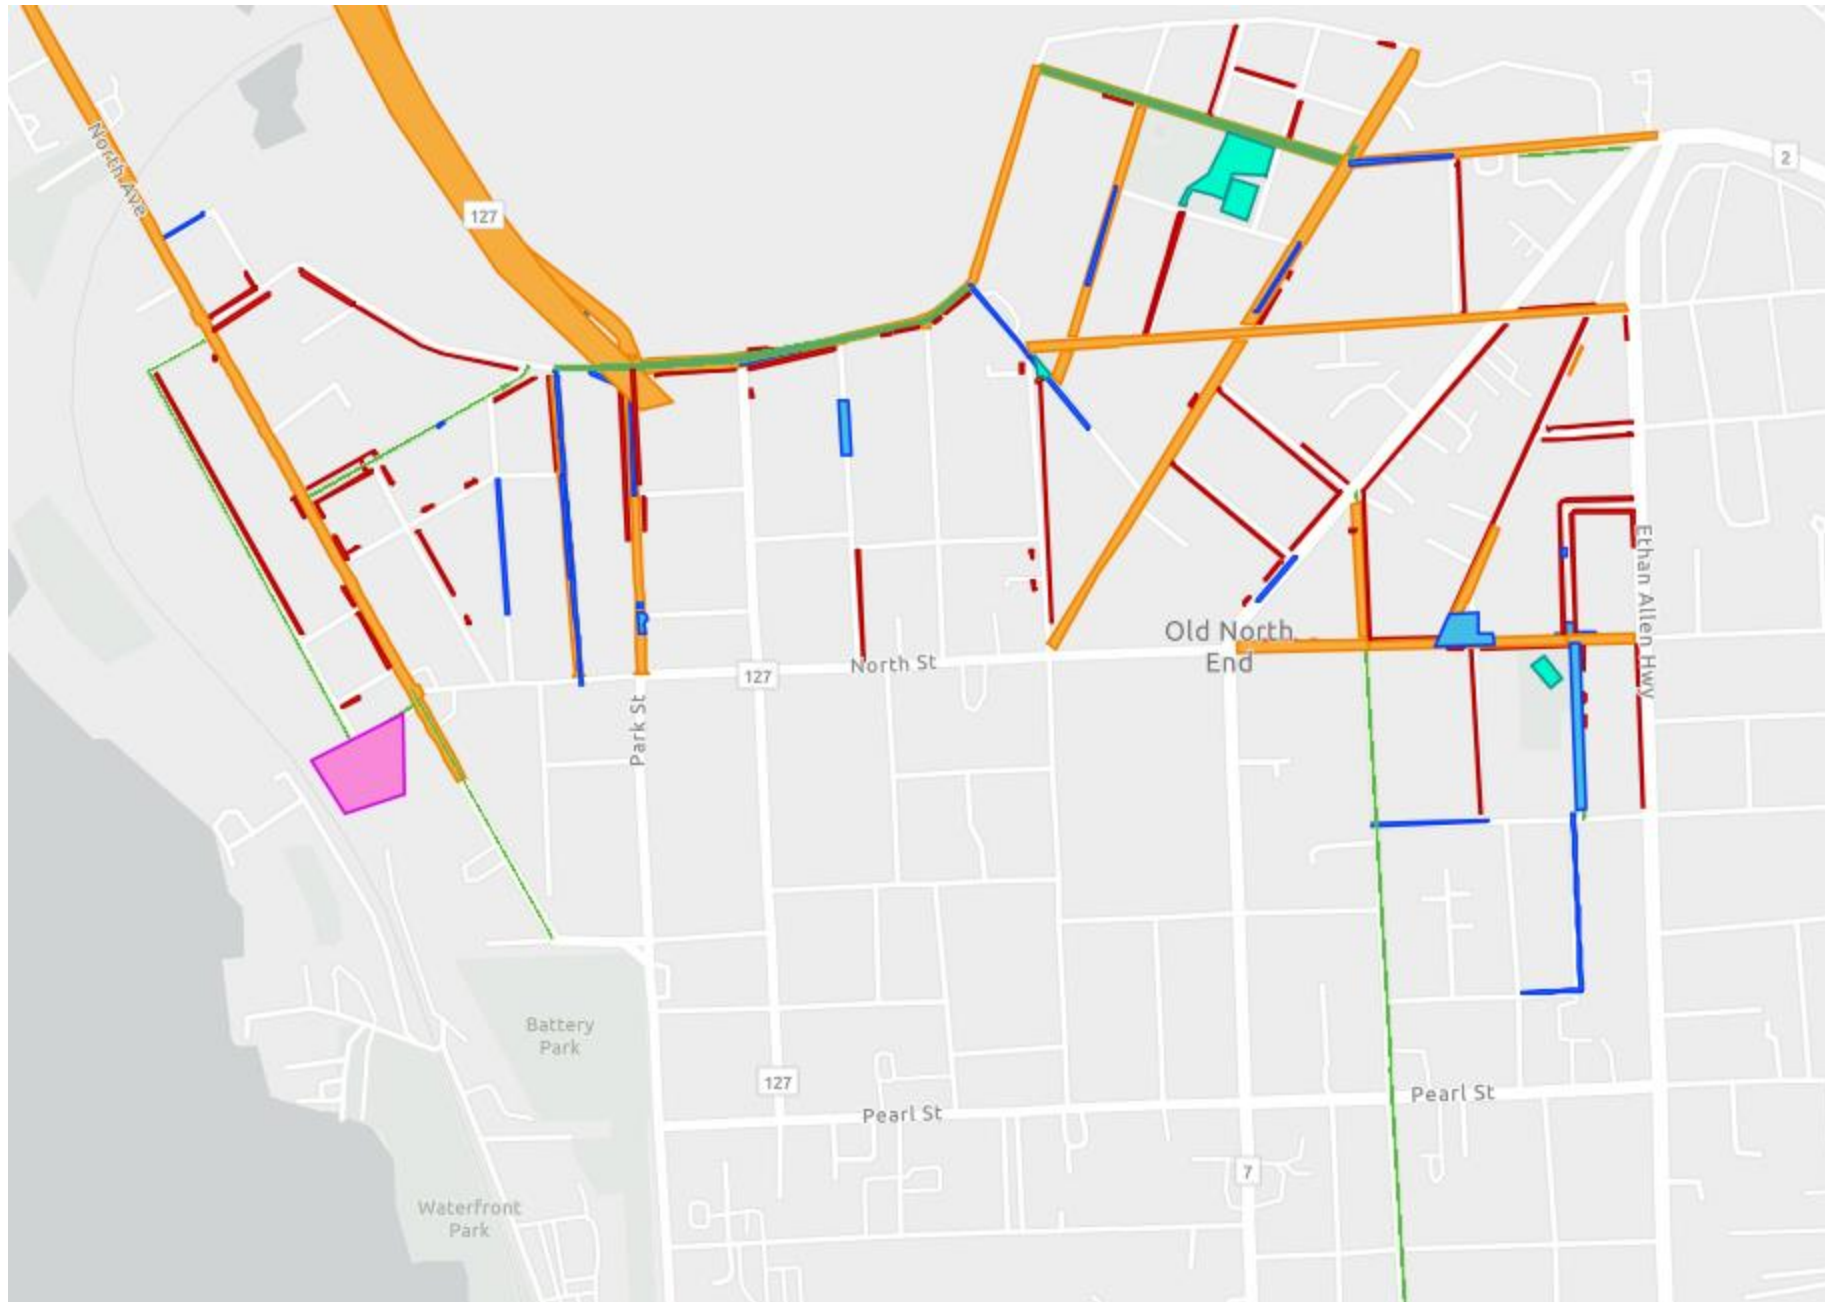 2
North Ave
127
Ethan Allen Hwy
Old North
End
North St
127
Park St
Battery
Park
127
Pearl St
Pearl St
7
Waterfront
Park